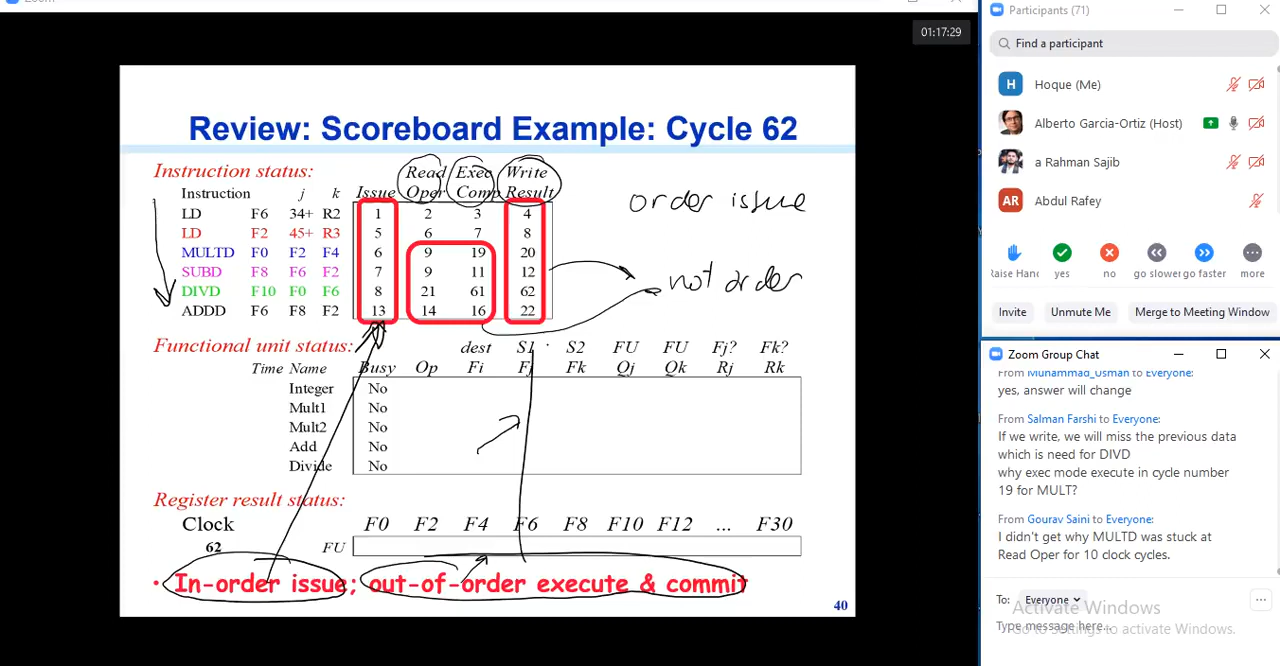 Zoom
01:17:29
Review: Scoreboard Example: Cycle 62
Instruction status:
Read Exec Write
Instruction j k Issue Oper Comp Result
LD F6 34+ R2 1 2 3 4
LD F2 45+ R3 5 6 7 8
MULTD F0 F2 F4 6 9 19 20
SUBD F8 F6 F2 7 9 11 12
DIVD F10 F0 F6 8 21 61 62
ADDD F6 F8 F2 13 14 16 22
order issue
not order
Functional unit status: dest S1 S2 FU FU Fj? Fk?
Time Name Busy Op Fi Fj Fk Qj Qk Rj Rk
Integer No
Mult1 No
Mult2 No
Add No
Divide No
Register result status:
Clock F0 F2 F4 F6 F8 F10 F12 ... F30
62 FU
• In-order issue; out-of-order execute & commit
40
Participants (71)
Find a participant
H Hoque (Me)
Alberto Garcia-Ortiz (Host)
a Rahman Sajib
AR Abdul Rafey
Raise Hand yes no go slower go faster more
Invite Unmute Me Merge to Meeting Window
Zoom Group Chat
From Muhammad_Usman to Everyone:
yes, answer will change
From Salman Farshi to Everyone:
If we write, we will miss the previous data
which is need for DIVD
why exec mode execute in cycle number
19 for MULT?
From Gourav Saini to Everyone:
I didn't get why MULTD was stuck at
Read Oper for 10 clock cycles.
To: Everyone ...
Type message here...
Activate Windows
Go to Settings to activate Windows.